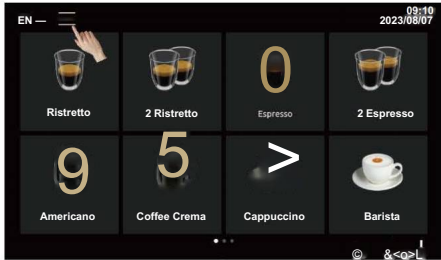 EN —
09:10
2023/08/07
Ristretto
2 Ristretto
0
Espresso
2 Espresso
9
Americano
5
Coffee Crema
>
Cappuccino
Barista
© &<o>L